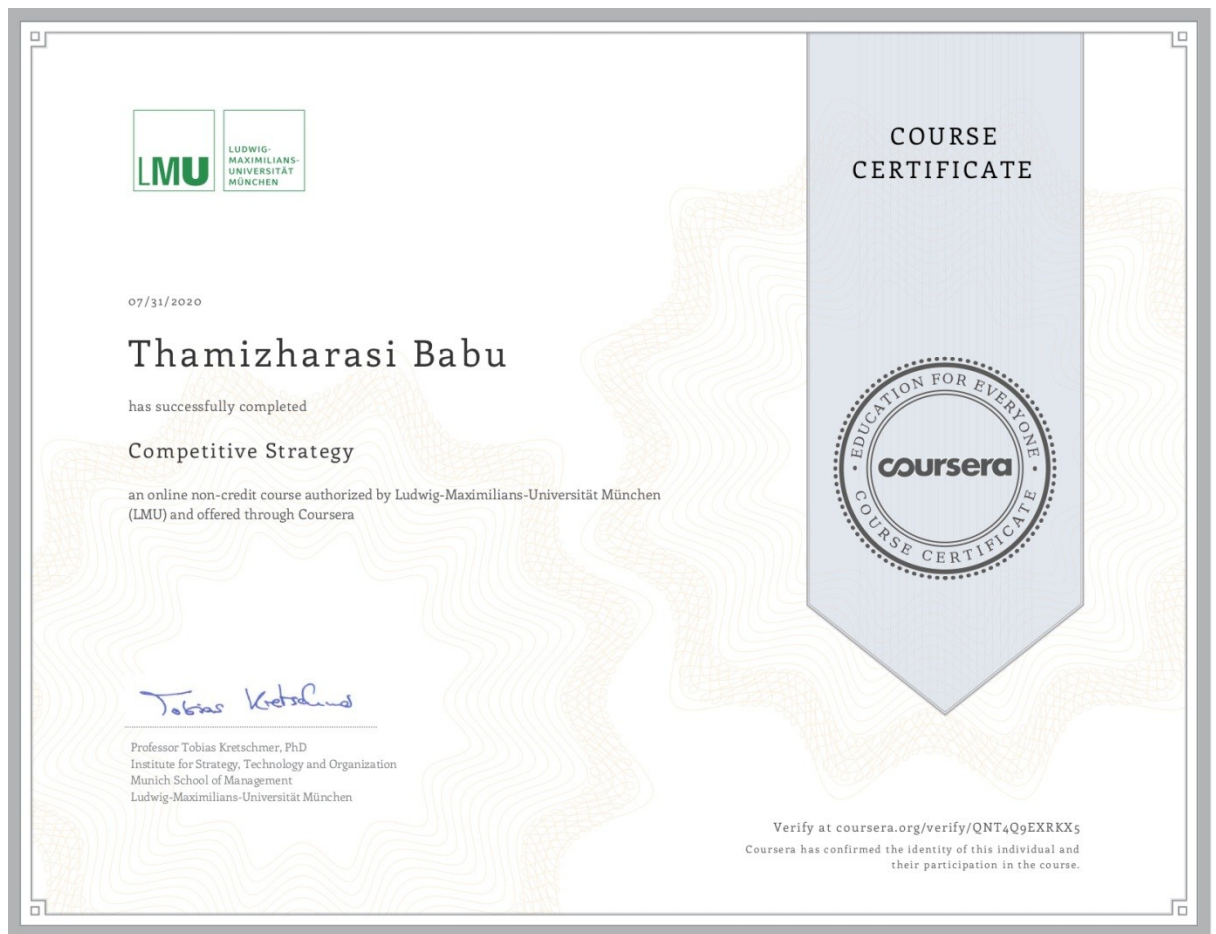 LMU
LUDWIG-
MAXIMILIANS-
UNIVERSITÄT
MÜNCHEN
COURSE
CERTIFICATE
07/31/2020
Thamizharasi Babu
has successfully completed
Competitive Strategy
an online non-credit course authorized by Ludwig-Maximilians-Universität München
(LMU) and offered through Coursera
EDUCATION FOR EVERYONE
coursera
COURSE CERTIFICATE
Tobias Kretschmer
Professor Tobias Kretschmer, PhD
Institute for Strategy, Technology and Organization
Munich School of Management
Ludwig-Maximilians-Universität München
Verify at coursera.org/verify/QNT4Q9EXRKX5
Coursera has confirmed the identity of this individual and
their participation in the course.